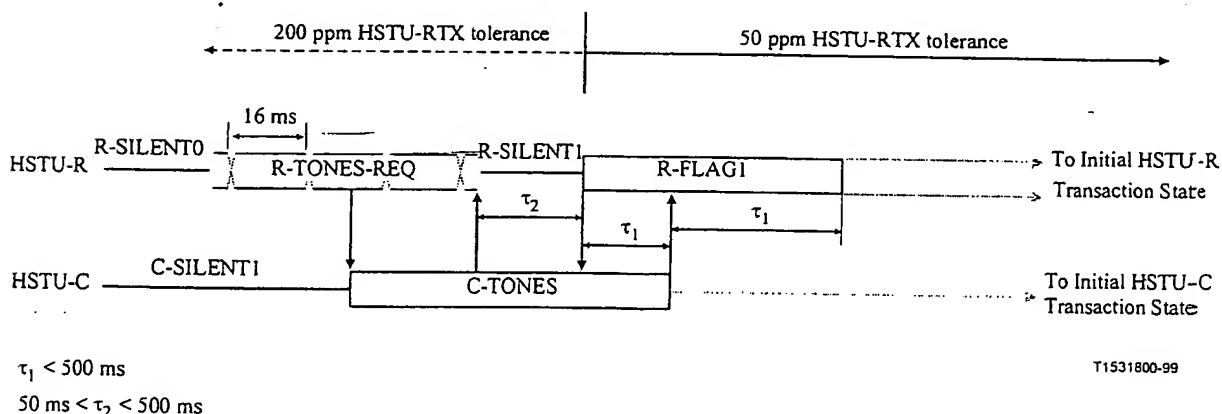 200 ppm HSTU-RTX tolerance
50 ppm HSTU-RTX tolerance
16 ms
R-SILENT0
R-SILENT1
HSTU-R
R-TONES-REQ
R-FLAG1
To Initial HSTU-R
Transaction State
τ2
τ1
τ1
C-SILENT1
HSTU-C
C-TONES
To Initial HSTU-C
Transaction State
τ1 < 500 ms
T1531800-99
50 ms < τ2 < 500 ms